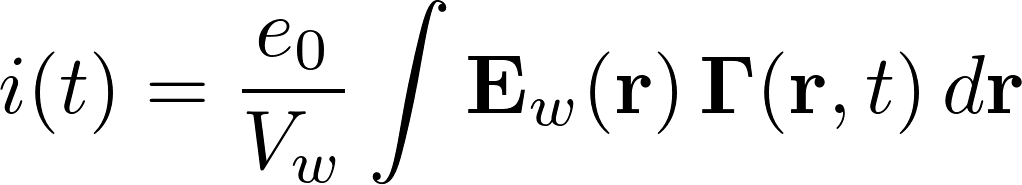 i(t) = \frac{e_0}{V_w} \int \mathbf{E}_w(\mathbf{r}) \, \mathbf{\Gamma}(\mathbf{r}, t) \, d\mathbf{r}